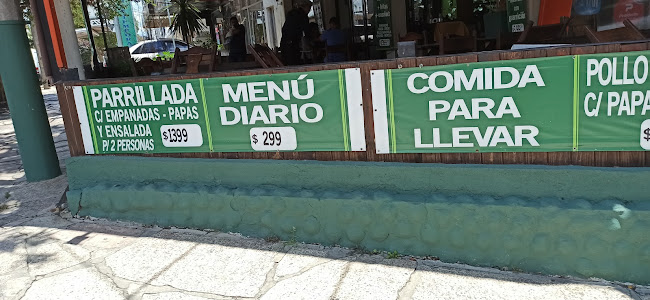 PARRILLADA
C/ EMPANADAS - PAPAS
Y ENSALADA
P/ 2 PERSONAS
$1399
MENÚ
DIARIO
$ 299
COMIDA
PARA
LLEVAR
POLLO
C/ PAPA
$